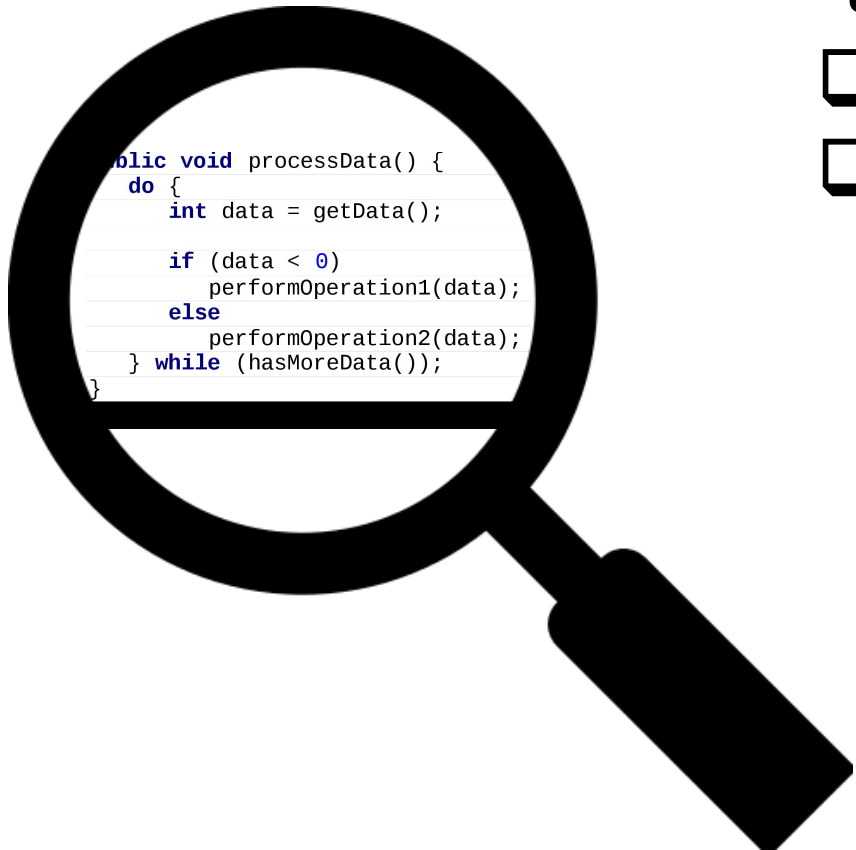 blic void processData() {
do {
int data = getData();
if (data < 0)
performOperation1(data);
else
performOperation2(data);
} while (hasMoreData());
}